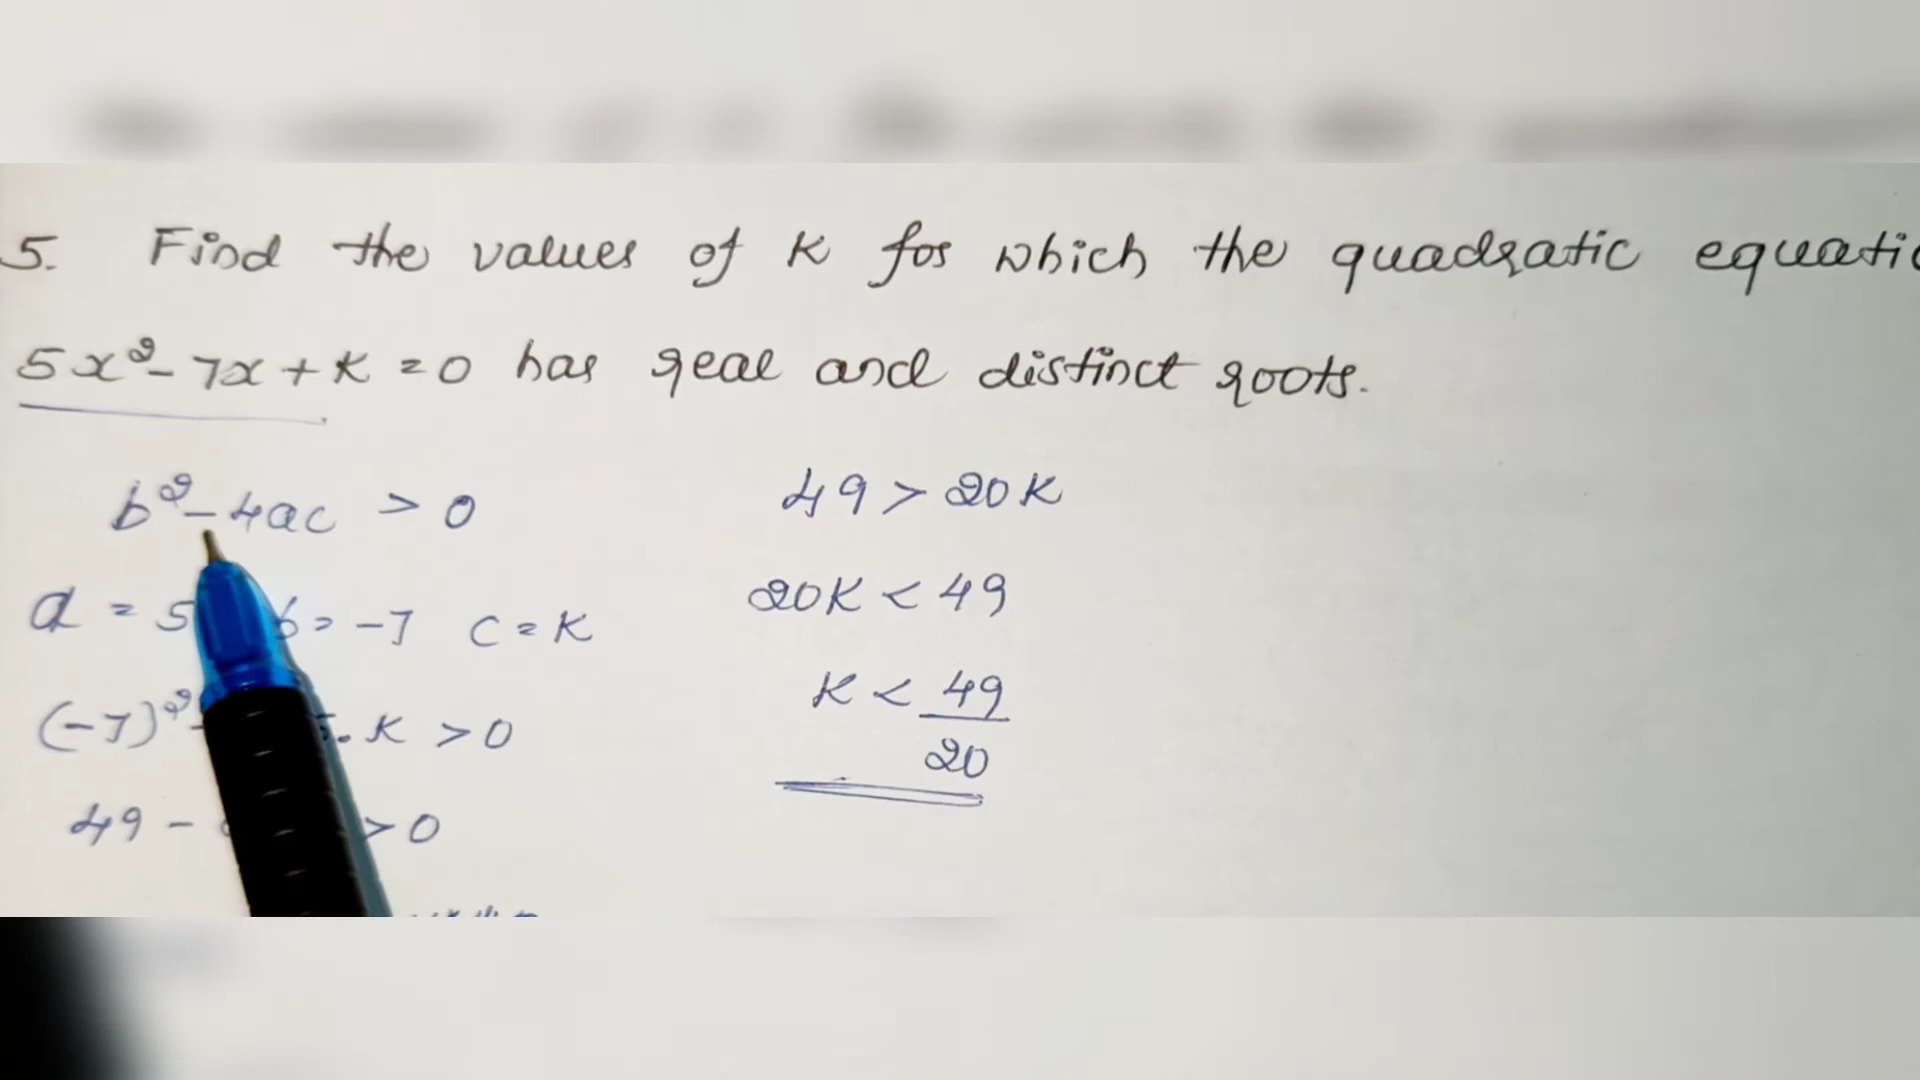 5. Find the values of K for which the quadratic equatio
5x²-7x+K=0 has real and distinct roots.
b²-4ac > 0
a = 5 b = -7 c = K
(-7)²- . K > 0
49 - > 0
49 > 20K
20K < 49
K < 49
20